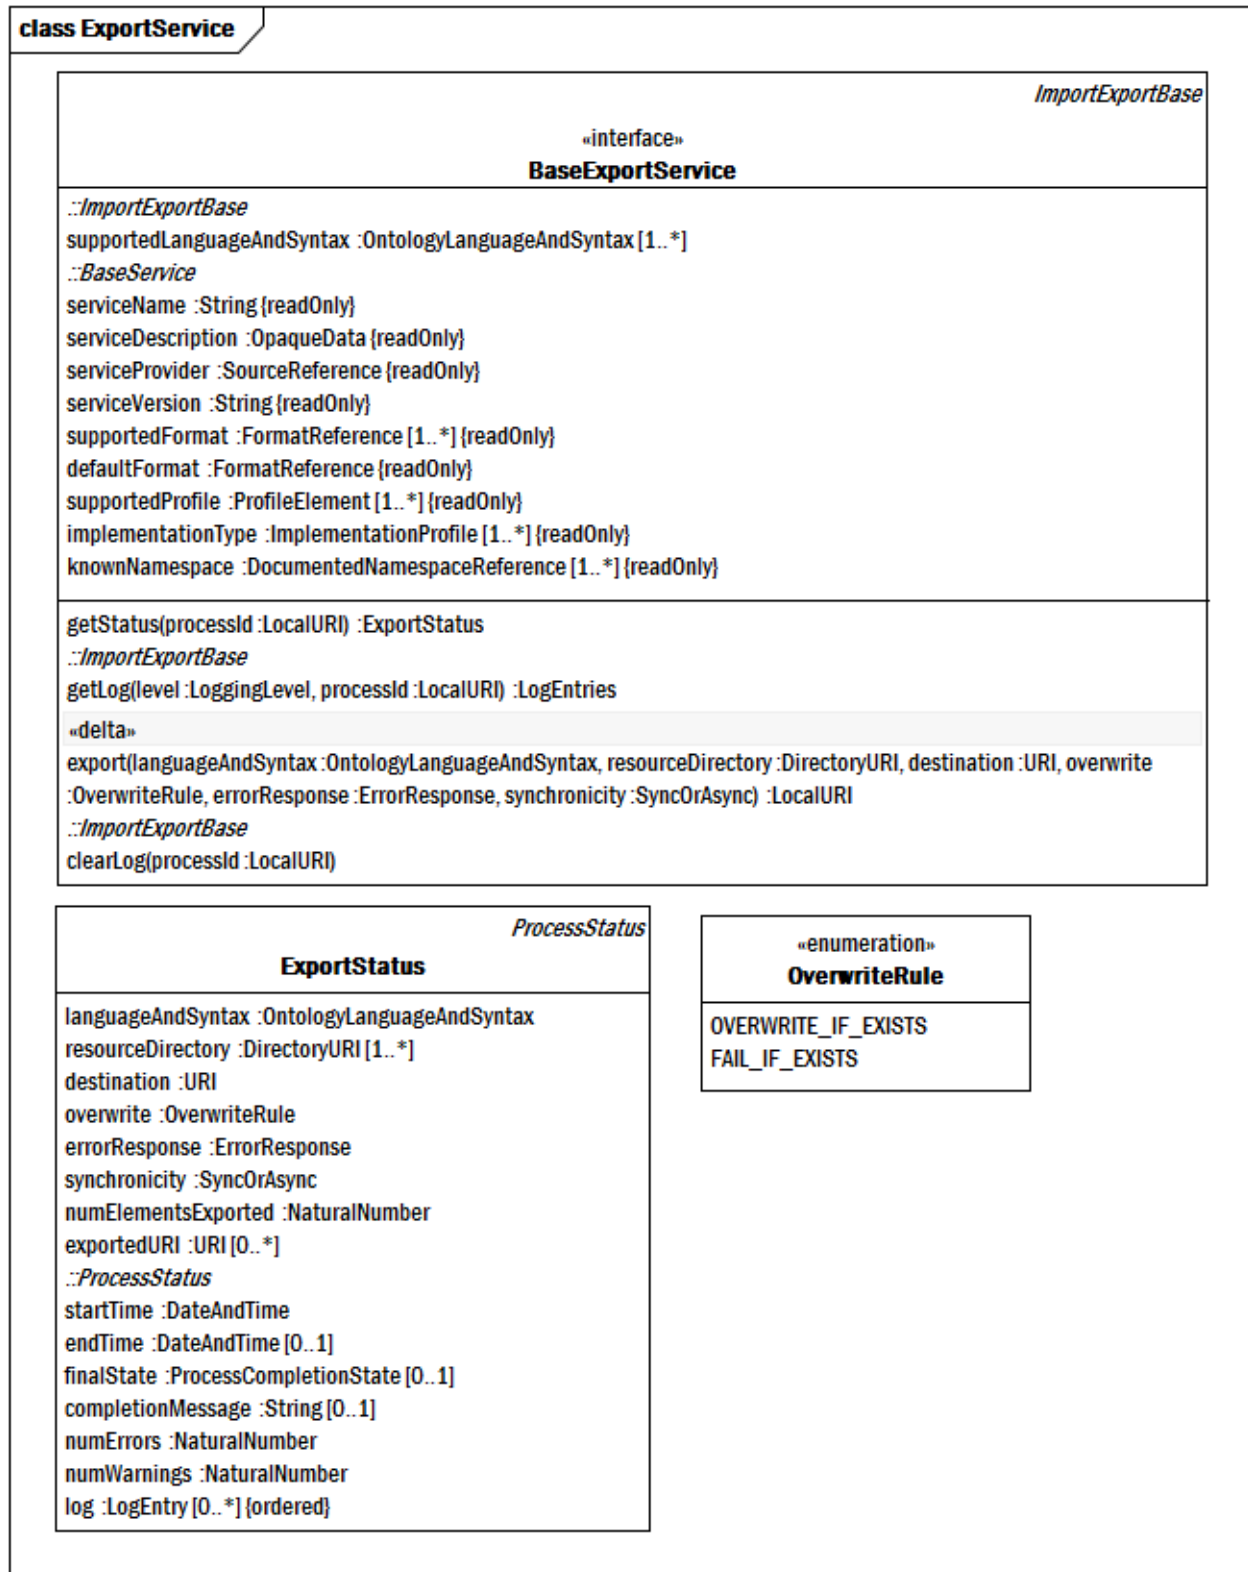 class ExportService
ImportExportBase
«interface»
BaseExportService
::ImportExportBase
supportedLanguageAndSyntax :OntologyLanguageAndSyntax [1..*]
::BaseService
serviceName :String {readOnly}
serviceDescription :OpaqueData {readOnly}
serviceProvider :SourceReference {readOnly}
serviceVersion :String {readOnly}
supportedFormat :FormatReference [1..*] {readOnly}
defaultFormat :FormatReference {readOnly}
supportedProfile :ProfileElement [1..*] {readOnly}
implementationType :ImplementationProfile [1..*] {readOnly}
knownNamespace :DocumentedNamespaceReference [1..*] {readOnly}
getStatus(processId :LocalURI) :ExportStatus
::ImportExportBase
getLog(level :LoggingLevel, processId :LocalURI) :LogEntries
«delta»
export(languageAndSyntax :OntologyLanguageAndSyntax, resourceDirectory :DirectoryURI, destination :URI, overwrite
:OverwriteRule, errorResponse :ErrorResponse, synchronicity :SyncOrAsync) :LocalURI
::ImportExportBase
clearLog(processId :LocalURI)
ProcessStatus
ExportStatus
languageAndSyntax :OntologyLanguageAndSyntax
resourceDirectory :DirectoryURI [1..*]
destination :URI
overwrite :OverwriteRule
errorResponse :ErrorResponse
synchronicity :SyncOrAsync
numElementsExported :NaturalNumber
exportedURI :URI [0..*]
::ProcessStatus
startTime :DateAndTime
endTime :DateAndTime [0..1]
finalState :ProcessCompletionState [0..1]
completionMessage :String [0..1]
numErrors :NaturalNumber
numWarnings :NaturalNumber
log :LogEntry [0..*] {ordered}
«enumeration»
OverwriteRule
OVERWRITE_IF_EXISTS
FAIL_IF_EXISTS